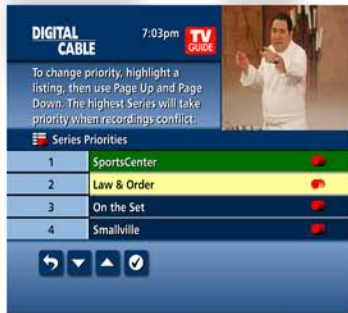 DIGITAL
CABLE
7:03pm
TV
GUIDE
To change priority, highlight a
listing, then use Page Up and Page
Down. The highest Series will take
priority when recordings conflict.
Series Priorities
1 SportsCenter
2 Law & Order
3 On the Set
4 Smallville